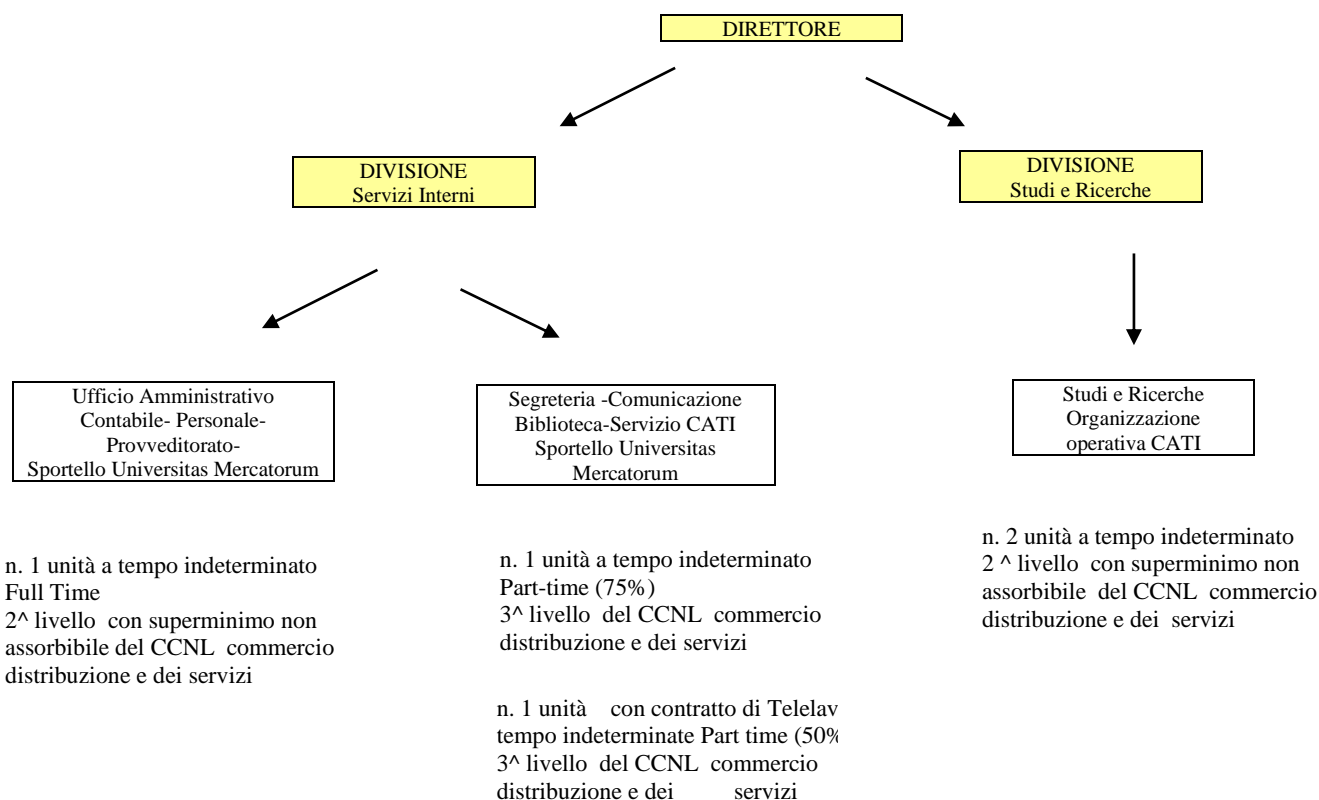 DIRETTORE
DIVISIONE
Servizi Interni
DIVISIONE
Studi e Ricerche
Ufficio Amministrativo
Contabile- Personale-
Provveditorato-
Sportello Universitas Mercatorum
Segreteria -Comunicazione
Biblioteca-Servizio CATI
Sportello Universitas
Mercatorum
Studi e Ricerche
Organizzazione
operativa CATI
n. 1 unità a tempo indeterminato
Full Time
2^ livello con superminimo non
assorbibile del CCNL commercio
distribuzione e dei servizi
n. 1 unità a tempo indeterminato
Part-time (75%)
3^ livello del CCNL commercio
distribuzione e dei servizi
n. 1 unità con contratto di Telelav
tempo indeterminate Part time (50%
3^ livello del CCNL commercio
distribuzione e dei servizi
n. 2 unità a tempo indeterminato
2 ^ livello con superminimo non
assorbibile del CCNL commercio
distribuzione e dei servizi